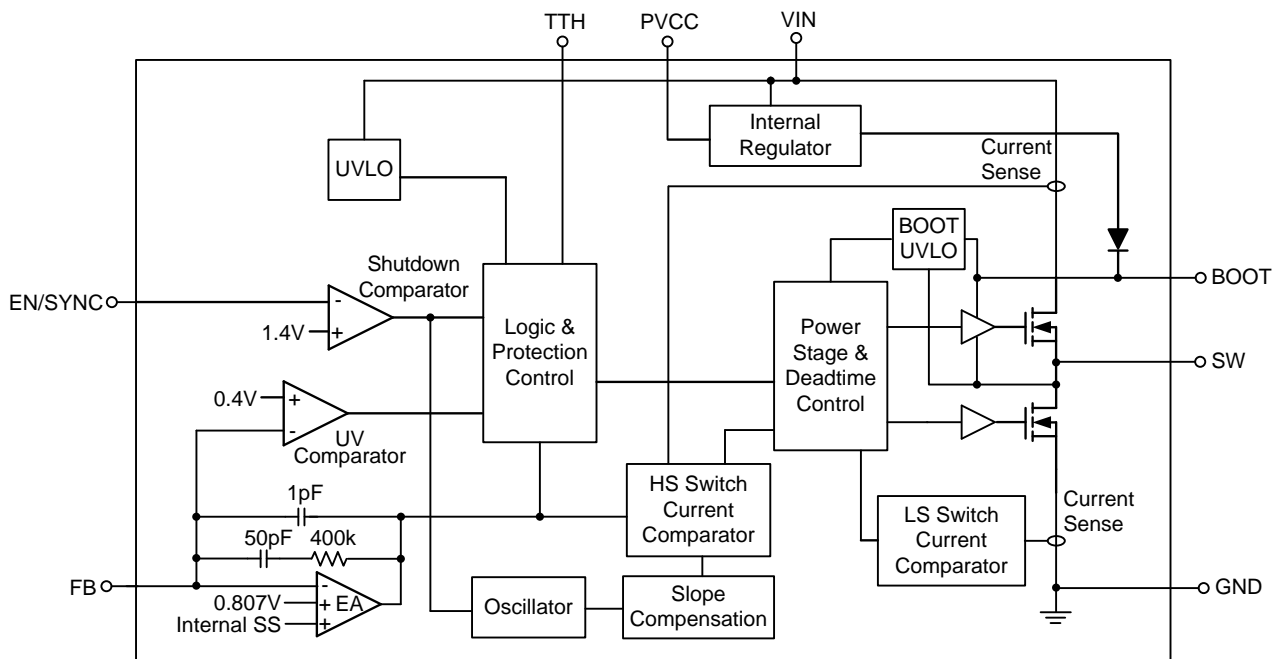 TTH
PVCC
VIN
Internal
Regulator
Current
Sense
UVLO
BOOT
UVLO
Shutdown
Comparator
BOOT
EN/SYNC
-
1.4V
+
Logic &
Protection
Control
Power
Stage &
Deadtime
Control
SW
0.4V
+
-
UV
Comparator
1pF
HS Switch
Current
Comparator
LS Switch
Current
Comparator
Current
Sense
50pF
400k
FB
-
0.807V
+
EA
Internal SS
+
Oscillator
Slope
Compensation
GND